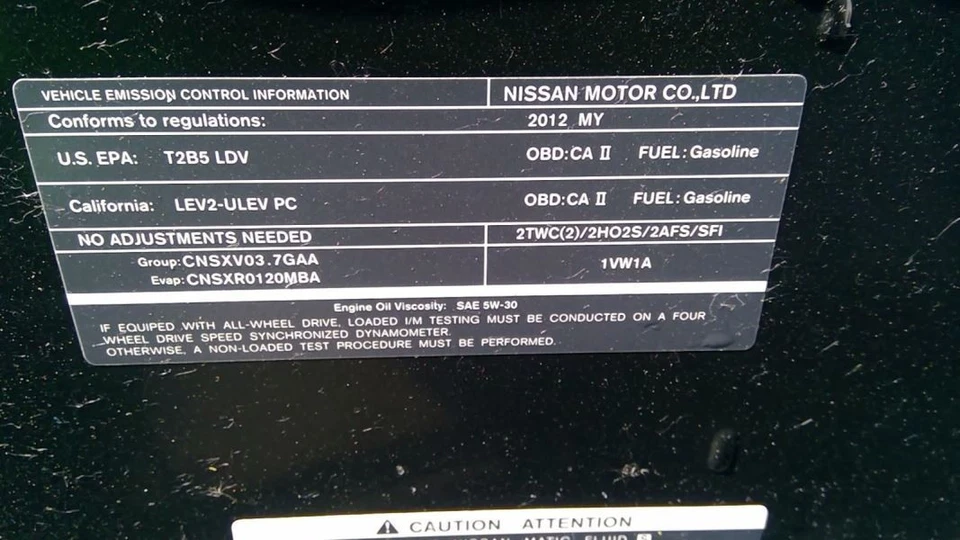 VEHICLE EMISSION CONTROL INFORMATION NISSAN MOTOR CO.,LTD
Conforms to regulations: 2012 MY
U.S. EPA: T2B5 LDV OBD:CA II FUEL:Gasoline
California: LEV2-ULEV PC OBD:CA II FUEL:Gasoline
NO ADJUSTMENTS NEEDED 2TWC(2)/2HO2S/2AFS/SFI
Group:CNSXV03.7GAA 1VW1A
Evap:CNSXR0120MBA
Engine Oil Viscosity: SAE 5W-30
IF EQUIPED WITH ALL-WHEEL DRIVE, LOADED I/M TESTING MUST BE CONDUCTED ON A FOUR
WHEEL DRIVE SPEED SYNCHRONIZED DYNAMOMETER.
OTHERWISE, A NON-LOADED TEST PROCEDURE MUST BE PERFORMED.
CAUTION ATTENTION
NISSAN MATIC FLUID S